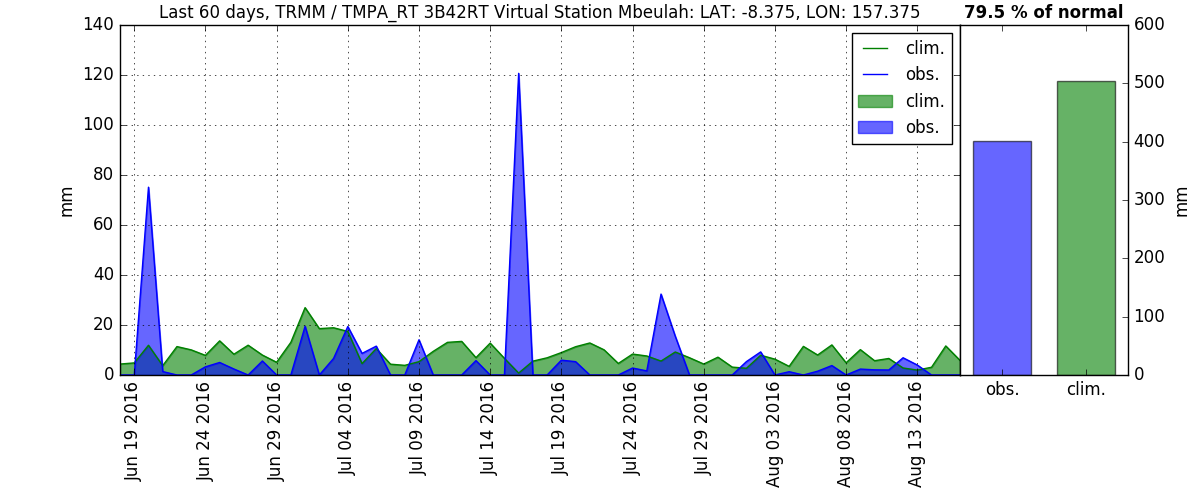 Last 60 days, TRMM / TMPA_RT 3B42RT Virtual Station Mbeulah: LAT: -8.375, LON: 157.375
79.5 % of normal
140
120
100
80
60
40
20
0
mm
clim.
obs.
clim.
obs.
600
500
400
300
200
100
0
mm
Jun 19 2016
Jun 24 2016
Jun 29 2016
Jul 04 2016
Jul 09 2016
Jul 14 2016
Jul 19 2016
Jul 24 2016
Jul 29 2016
Aug 03 2016
Aug 08 2016
Aug 13 2016
obs.
clim.